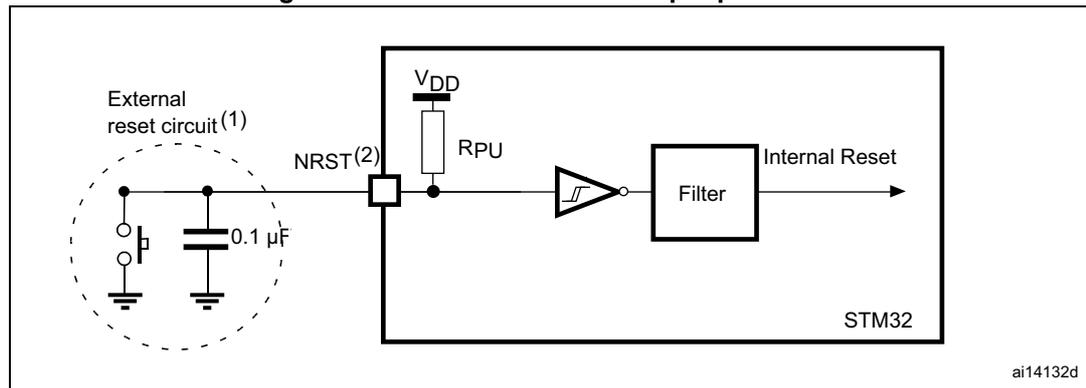 External
reset circuit(1)
NRST(2)
VDD
RPU
0.1 μF
Filter
Internal Reset
STM32
ai14132d